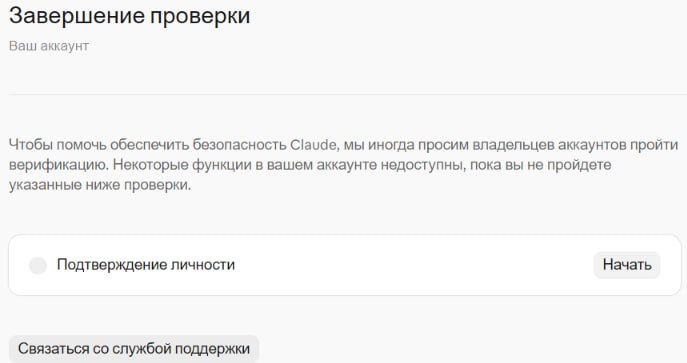 Завершение проверки
Ваш аккаунт
Чтобы помочь обеспечить безопасность Claude, мы иногда просим владельцев аккаунтов пройти
верификацию. Некоторые функции в вашем аккаунте недоступны, пока вы не пройдете
указанные ниже проверки.
Подтверждение личности
Начать
Связаться со службой поддержки